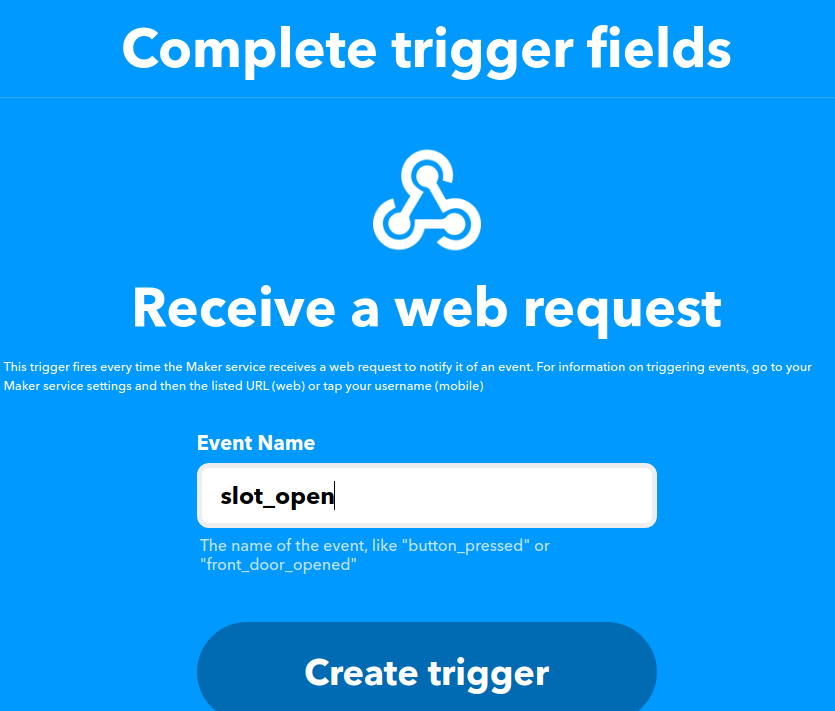 Complete trigger fields
Receive a web request
This trigger fires every time the Maker service receives a web request to notify it of an event. For information on triggering events, go to your
Maker service settings and then the listed URL (web) or tap your username (mobile)
Event Name
slot_open
The name of the event, like "button_pressed" or
"front_door_opened"
Create trigger